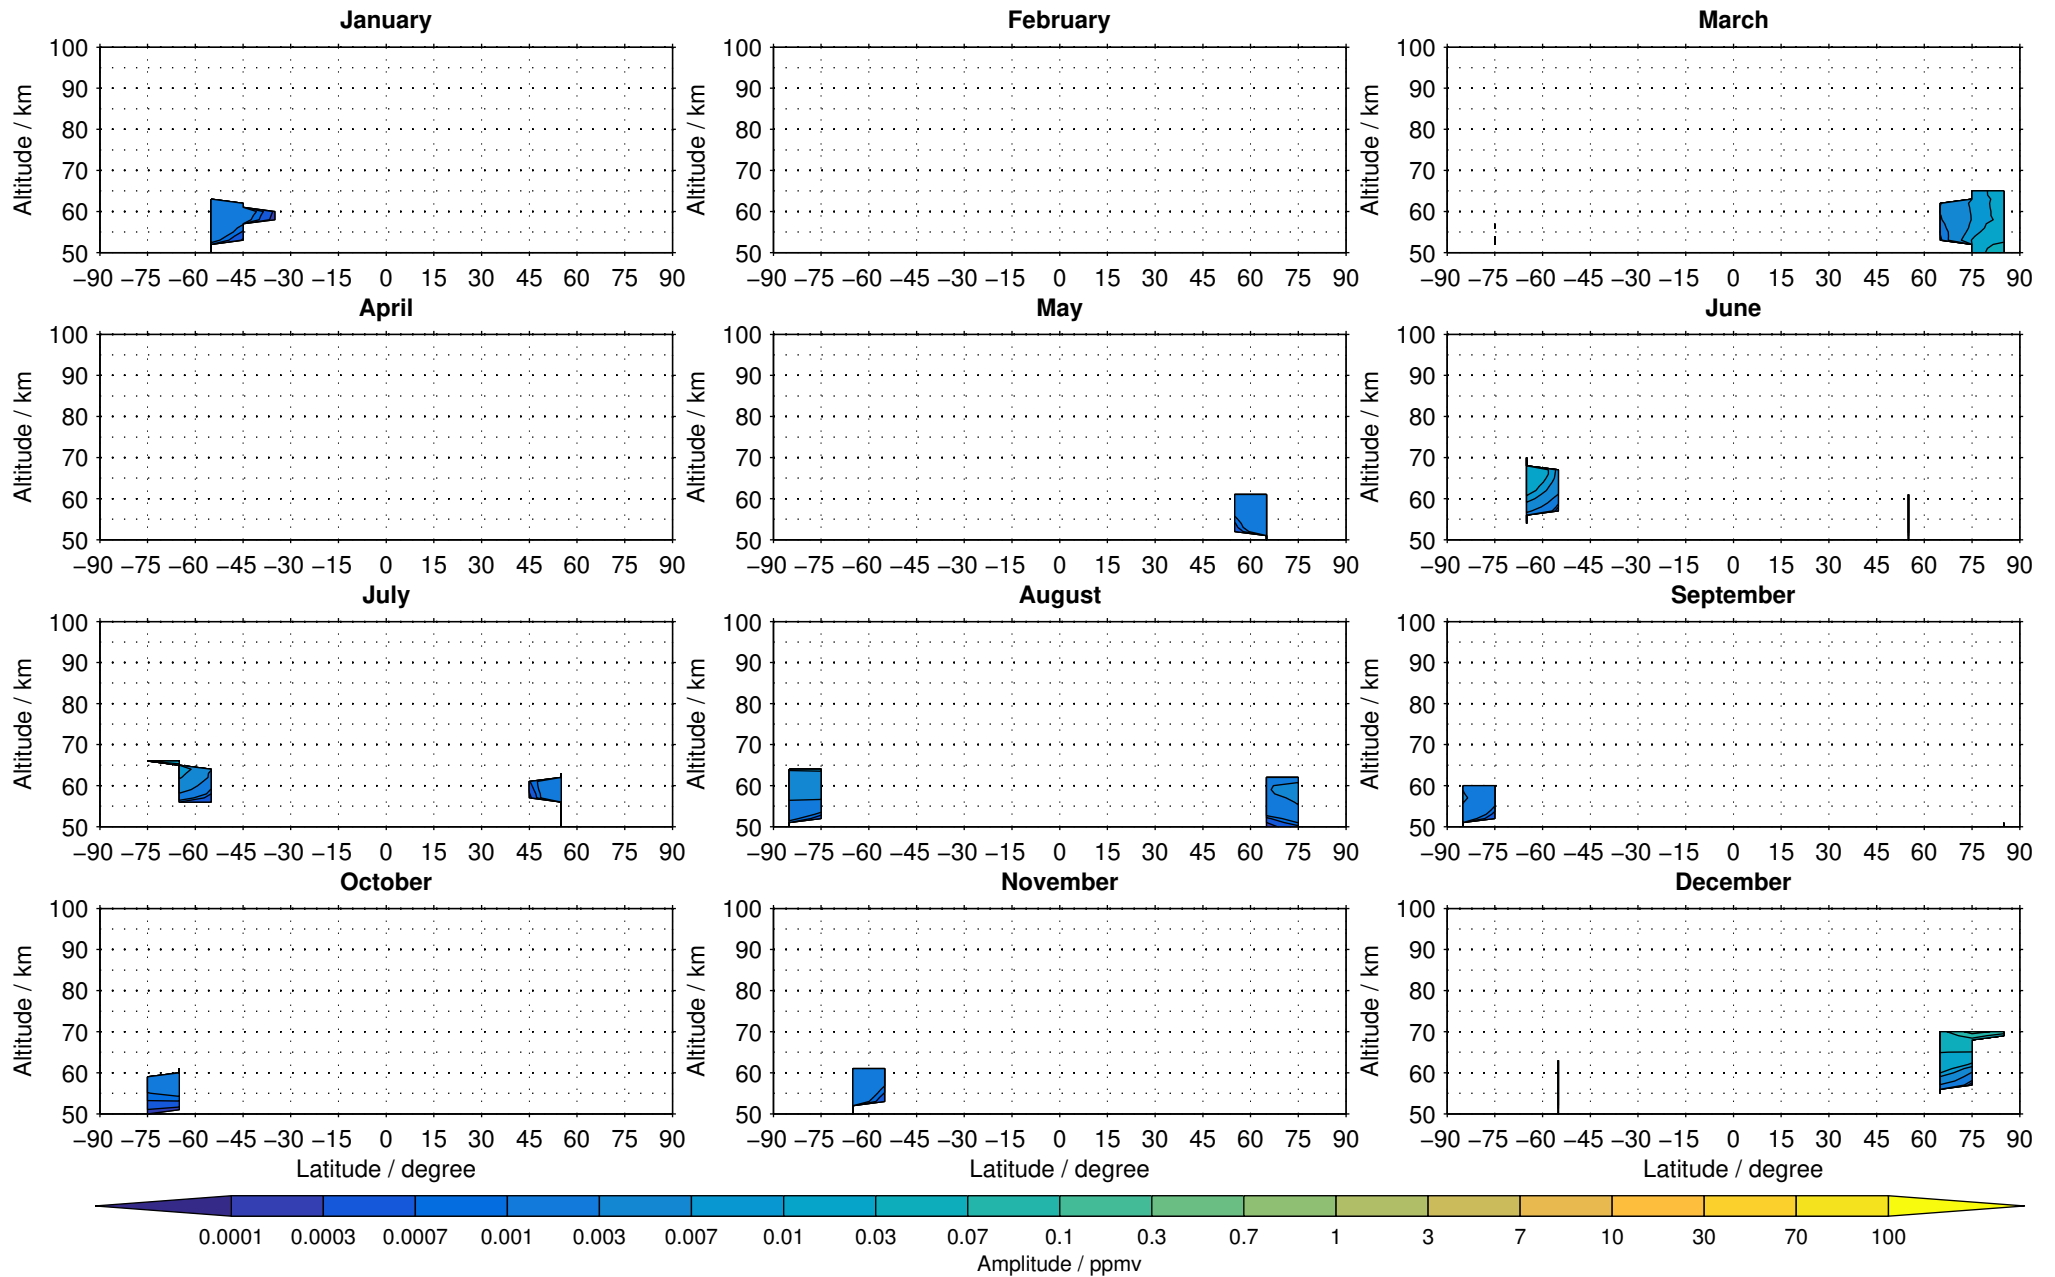 January February March
100 100 100
Altitude / km Altitude / km Altitude / km
90 90 90
80 80 80
70 70 70
60 60 60
50 50 50
−90 −75 −60 −45 −30 −15 0 15 30 45 60 75 90 −90 −75 −60 −45 −30 −15 0 15 30 45 60 75 90 −90 −75 −60 −45 −30 −15 0 15 30 45 60 75 90
April May June
100 100 100
Altitude / km Altitude / km Altitude / km
90 90 90
80 80 80
70 70 70
60 60 60
50 50 50
−90 −75 −60 −45 −30 −15 0 15 30 45 60 75 90 −90 −75 −60 −45 −30 −15 0 15 30 45 60 75 90 −90 −75 −60 −45 −30 −15 0 15 30 45 60 75 90
July August September
100 100 100
Altitude / km Altitude / km Altitude / km
90 90 90
80 80 80
70 70 70
60 60 60
50 50 50
−90 −75 −60 −45 −30 −15 0 15 30 45 60 75 90 −90 −75 −60 −45 −30 −15 0 15 30 45 60 75 90 −90 −75 −60 −45 −30 −15 0 15 30 45 60 75 90
October November December
100 100 100
Altitude / km Altitude / km Altitude / km
90 90 90
80 80 80
70 70 70
60 60 60
50 50 50
−90 −75 −60 −45 −30 −15 0 15 30 45 60 75 90 −90 −75 −60 −45 −30 −15 0 15 30 45 60 75 90 −90 −75 −60 −45 −30 −15 0 15 30 45 60 75 90
Latitude / degree Latitude / degree Latitude / degree
0.0001 0.0003 0.0007 0.001 0.003 0.007 0.01 0.03 0.07 0.1 0.3 0.7 1 3 7 10 30 70 100
Amplitude / ppmv